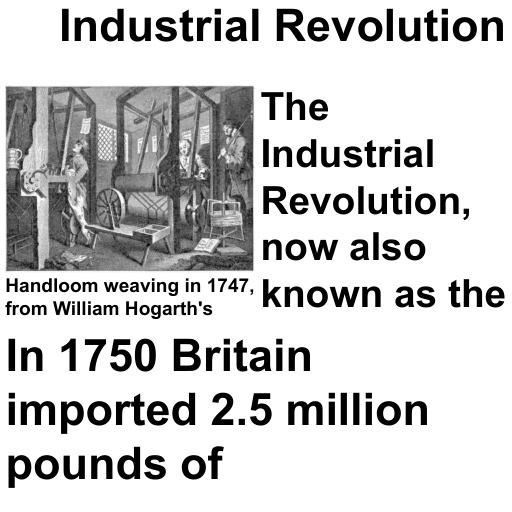 Industrial Revolution
The
Industrial
Revolution,
now also
known as the
Handloom weaving in 1747,
from William Hogarth's
In 1750 Britain
imported 2.5 million
pounds of